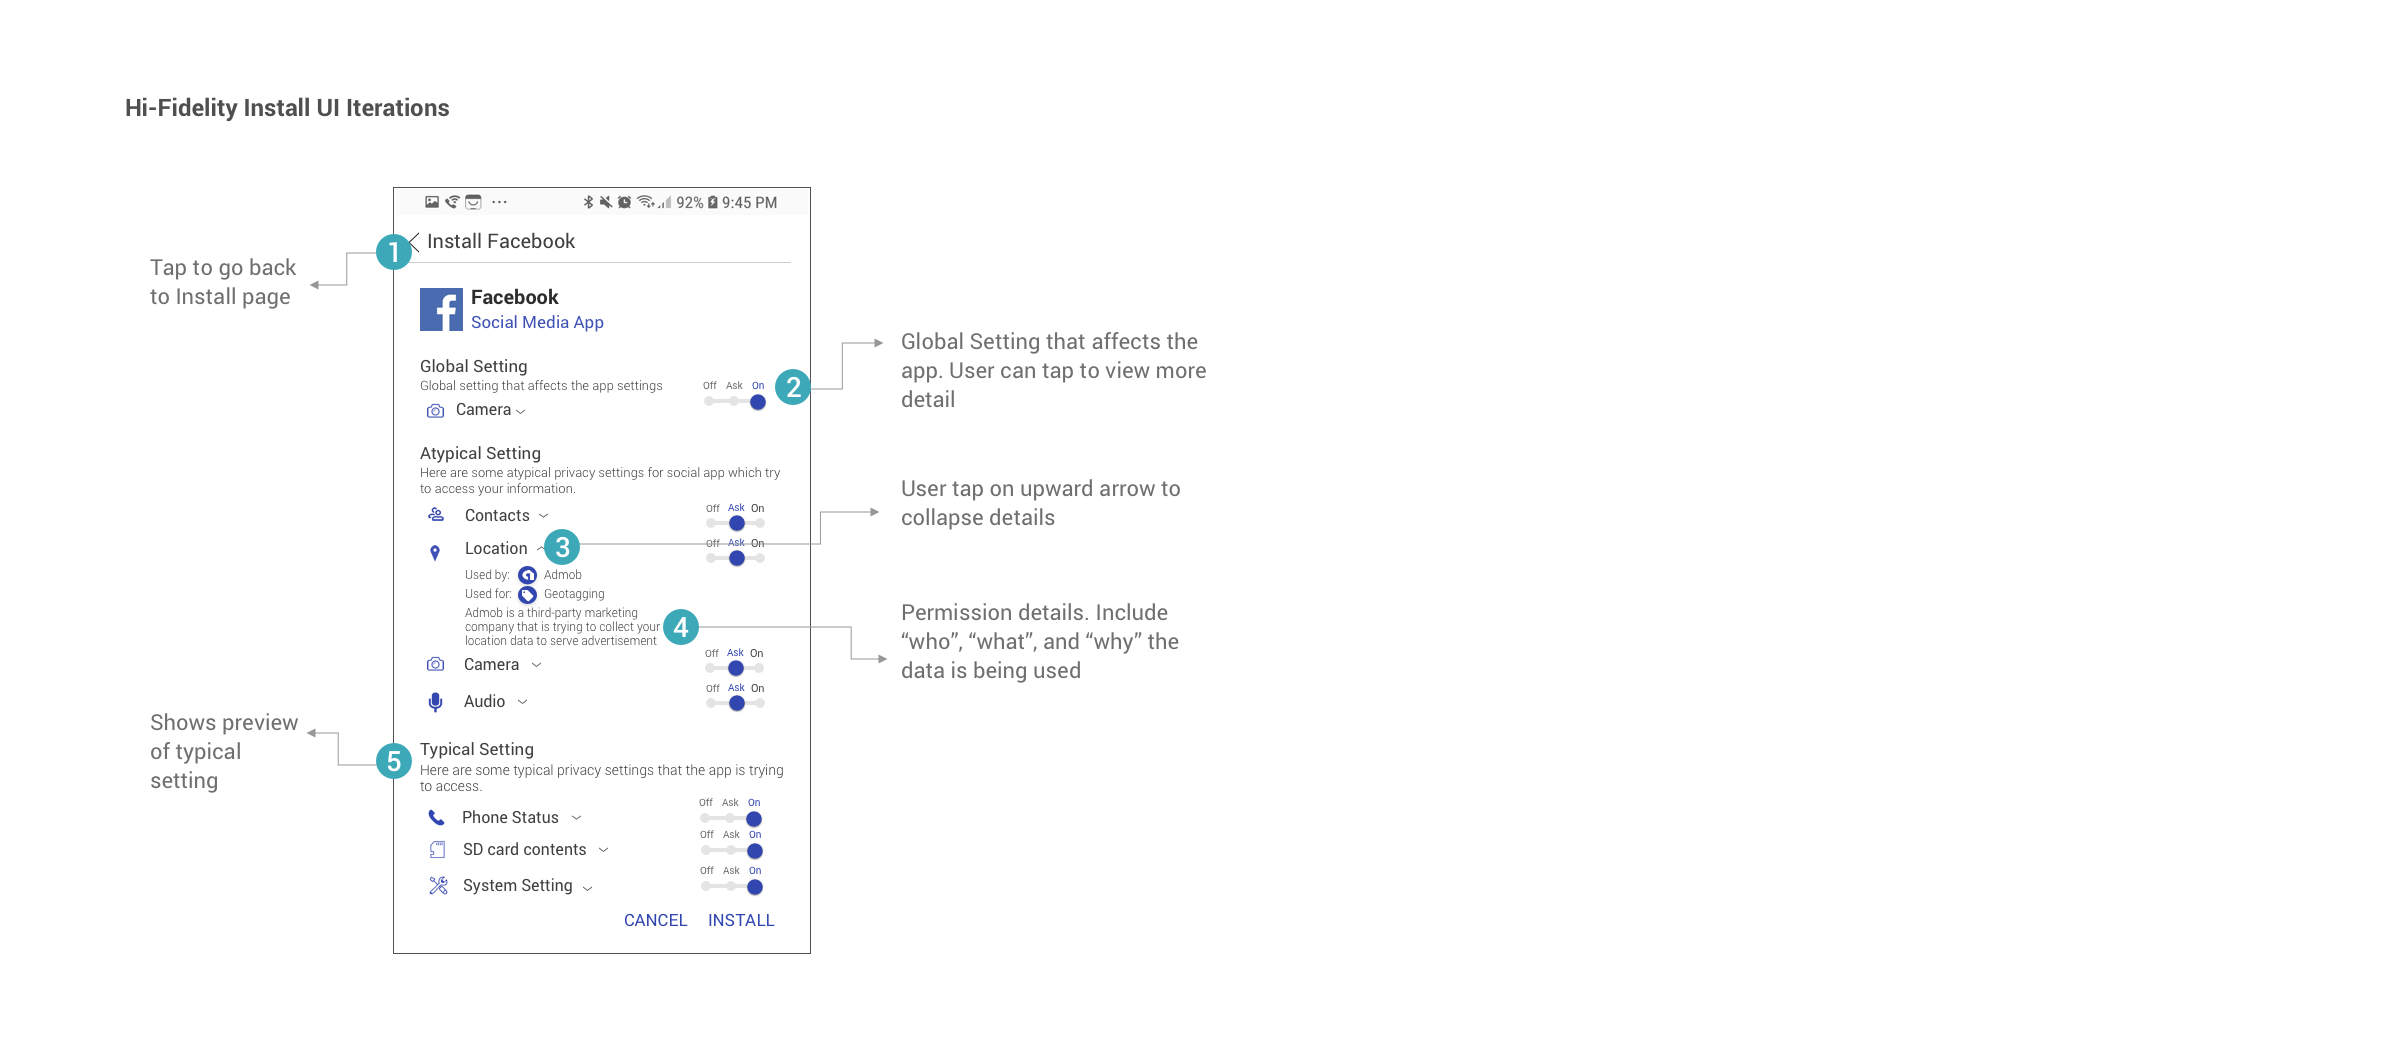 Hi-Fidelity Install UI Iterations
92% 9:45 PM
1
Install Facebook
Tap to go back
to Install page
Facebook
Social Media App
Global Setting
Global setting that affects the app settings
Off Ask On
2
Camera
Global Setting that affects the
app. User can tap to view more
detail
Atypical Setting
Here are some atypical privacy settings for social app which try
to access your information.
Contacts
Off Ask On
Location
3
Off Ask On
User tap on upward arrow to
collapse details
Used by: Admob
Used for: Geotagging
Admob is a third-party marketing
company that is trying to collect your
location data to serve advertisement
4
Permission details. Include
“who”, “what”, and “why” the
data is being used
Camera
Off Ask On
Audio
Off Ask On
Shows preview
of typical
setting
5
Typical Setting
Here are some typical privacy settings that the app is trying
to access.
Phone Status
Off Ask On
SD card contents
Off Ask On
System Setting
Off Ask On
CANCEL INSTALL